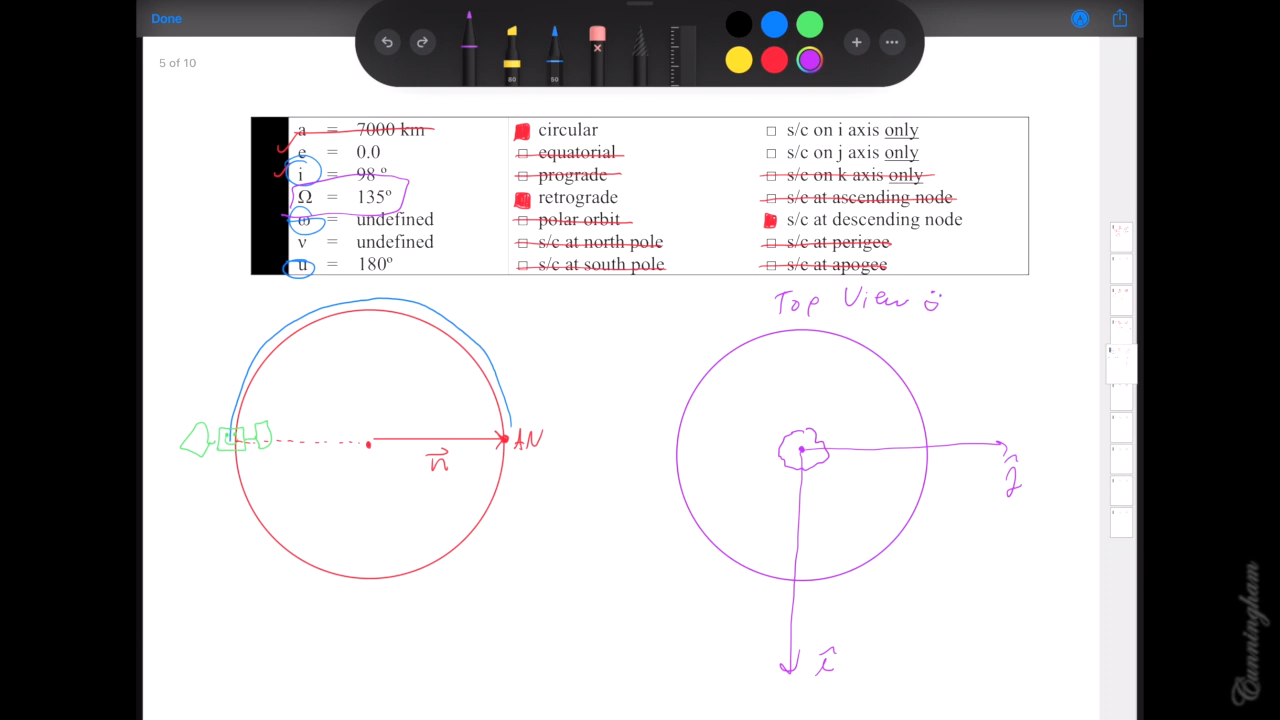 Done
5 of 10
80
50
a = 7000 km
e = 0.0
i = 98 º
Ω = 135º
ω = undefined
ν = undefined
u = 180º
□ circular
□ equatorial
□ prograde
□ retrograde
□ polar orbit
□ s/c at north pole
□ s/c at south pole
□ s/c on i axis only
□ s/c on j axis only
□ s/c on k axis only
□ s/c at ascending node
□ s/c at descending node
□ s/c at perigee
□ s/c at apogee
Top View
AN
n
ĵ
î
Cunningham